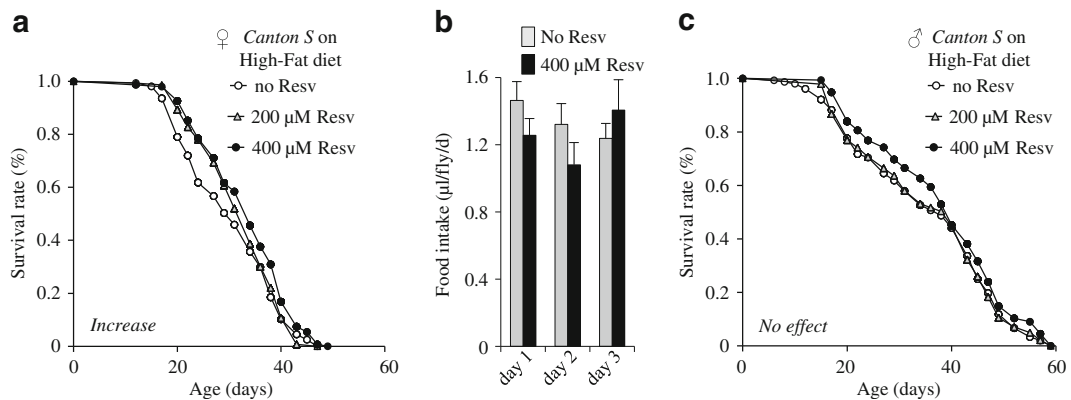 a
♀ Canton S on
High-Fat diet
no Resv
200 µM Resv
400 µM Resv
1.0
0.8
0.6
0.4
0.2
0
Survival rate (%)
Increase
0 20 40 60
Age (days)
b
No Resv
400 µM Resv
1.6
1.2
0.8
0.4
0
Food intake (µl/fly/d)
day 1 day 2 day 3
c
♂ Canton S on
High-Fat diet
no Resv
200 µM Resv
400 µM Resv
1.0
0.8
0.6
0.4
0.2
0
Survival rate (%)
No effect
0 20 40 60
Age (days)